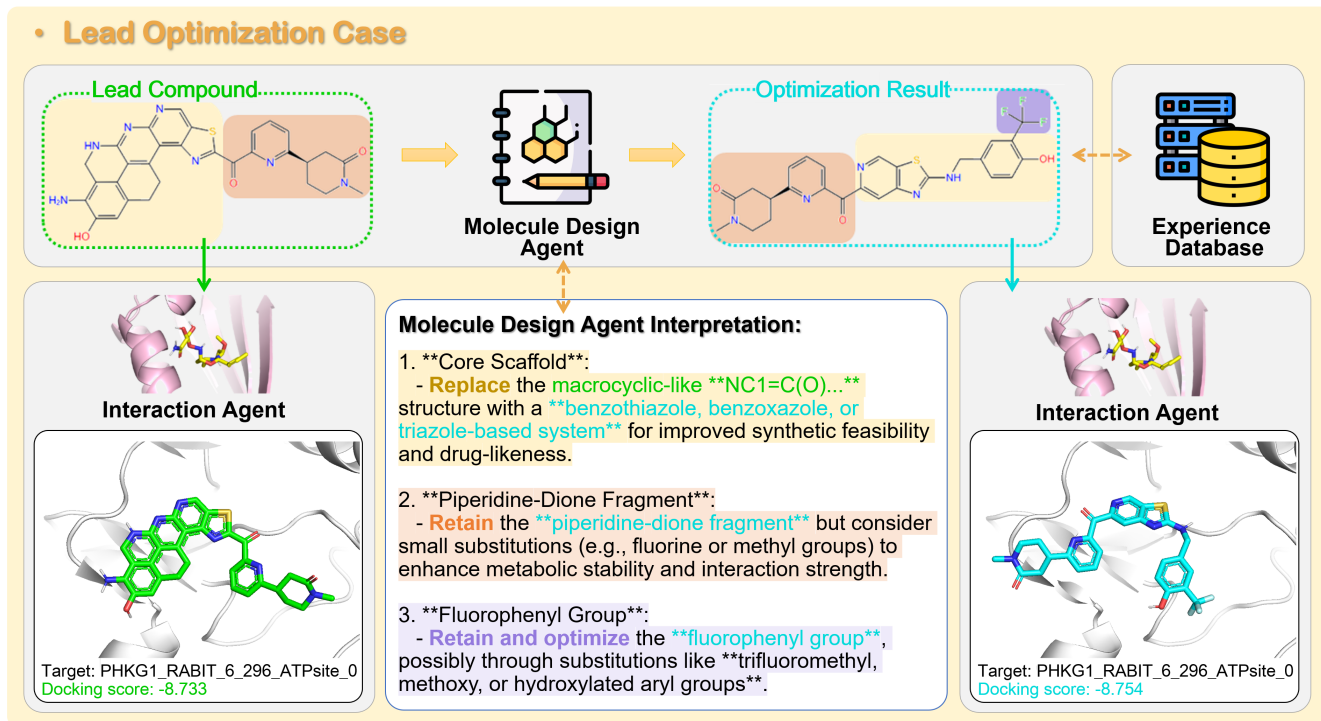 • Lead Optimization Case
Lead Compound
N
N
HN
S
N
O
N
O
N
H₂N
HO
Molecule Design
Agent
Optimization Result
F
F
F
O
N
N
O
N
S
N
NH
OH
Experience
Database
Interaction Agent
Target: PHKG1_RABIT_6_296_ATPsite_0
Docking score: -8.733
Molecule Design Agent Interpretation:
1. **Core Scaffold**:
- Replace the macrocyclic-like **NC1=C(O)...**
structure with a **benzothiazole, benzoxazole, or
triazole-based system** for improved synthetic feasibility
and drug-likeness.
2. **Piperidine-Dione Fragment**:
- Retain the **piperidine-dione fragment** but consider
small substitutions (e.g., fluorine or methyl groups) to
enhance metabolic stability and interaction strength.
3. **Fluorophenyl Group**:
- Retain and optimize the **fluorophenyl group**,
possibly through substitutions like **trifluoromethyl,
methoxy, or hydroxylated aryl groups**.
Interaction Agent
Target: PHKG1_RABIT_6_296_ATPsite_0
Docking score: -8.754